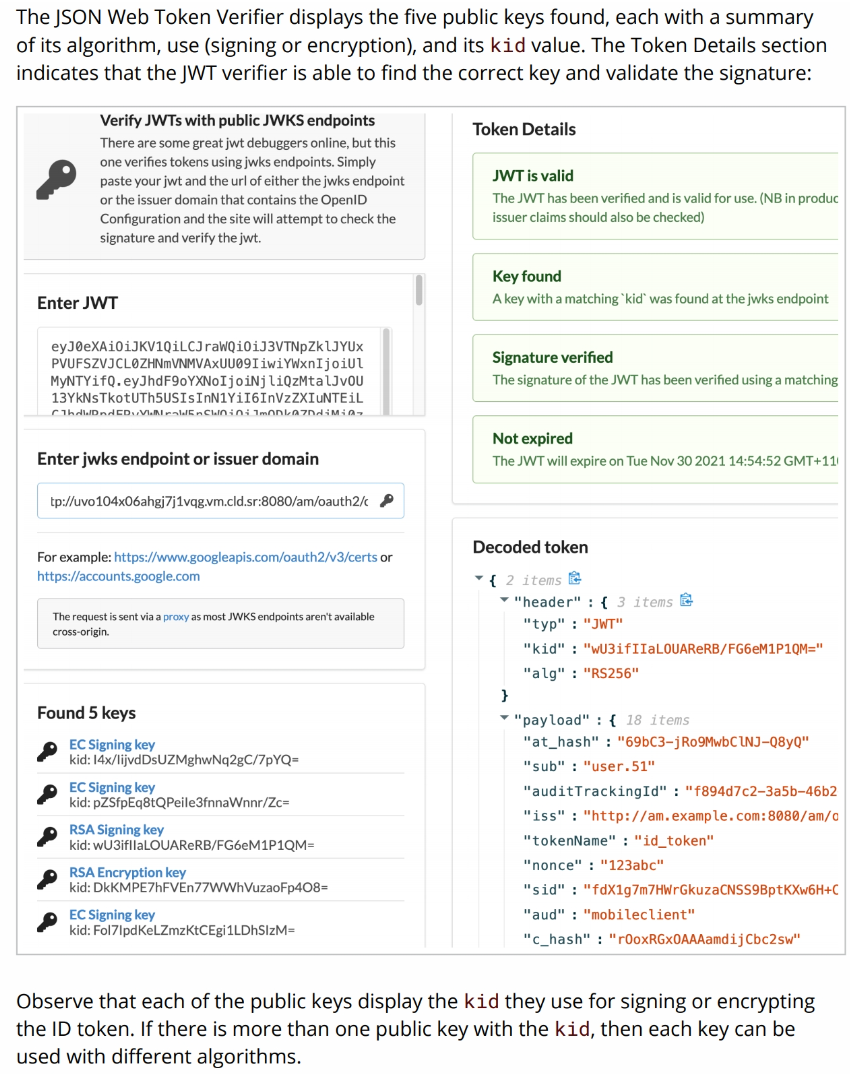 The JSON Web Token Verifier displays the five public keys found, each with a summary
of its algorithm, use (signing or encryption), and its kid value. The Token Details section
indicates that the JWT verifier is able to find the correct key and validate the signature:
Verify JWTs with public JWKS endpoints
There are some great jwt debuggers online, but this
one verifies tokens using jwks endpoints. Simply
paste your jwt and the url of either the jwks endpoint
or the issuer domain that contains the OpenID
Configuration and the site will attempt to check the
signature and verify the jwt.
Enter JWT
eyJ0eXAiOiJKV1QiLCJraWQiOiJ3VTNpZklJYUx
PVUFSZVJCL0ZHNmVNMVAxUU09IiwiYWxnIjoiUl
MyNTYifQ.eyJhdF9oYXNoIjoiNjliQzMtalJvOU
13YkNsTkotUTh5USIsInN1YiI6InVzZXIuNTEiL
Enter jwks endpoint or issuer domain
tp://uvo104x06ahgj7j1vqg.vm.cld.sr:8080/am/oauth2/c
For example: https://www.googleapis.com/oauth2/v3/certs or
https://accounts.google.com
The request is sent via a proxy as most JWKS endpoints aren't available
cross-origin.
Found 5 keys
EC Signing key
kid: I4x/IijvdDsUZMghwNq2gC/7pYQ=
EC Signing key
kid: pZSfpEq8tQPeiIe3fnnaWnnr/Zc=
RSA Signing key
kid: wU3ifIIaLOUAReRB/FG6eM1P1QM=
RSA Encryption key
kid: DkKMPE7hFVEn77WWhVuzaoFp4O8=
EC Signing key
kid: Fol7IpdKeLZmzKtCEgi1LDhSIzM=
Token Details
JWT is valid
The JWT has been verified and is valid for use. (NB in produc
issuer claims should also be checked)
Key found
A key with a matching `kid` was found at the jwks endpoint
Signature verified
The signature of the JWT has been verified using a matching
Not expired
The JWT will expire on Tue Nov 30 2021 14:54:52 GMT+11
Decoded token
{ 2 items
"header" : { 3 items
"typ" : "JWT"
"kid" : "wU3ifIIaLOUAReRB/FG6eM1P1QM="
"alg" : "RS256"
}
"payload" : { 18 items
"at_hash" : "69bC3-jRo9MwbClNJ-Q8yQ"
"sub" : "user.51"
"auditTrackingId" : "f894d7c2-3a5b-46b2
"iss" : "http://am.example.com:8080/am/o
"tokenName" : "id_token"
"nonce" : "123abc"
"sid" : "fdX1g7m7HWrGkuzaCNSS9BptKXw6H+C
"aud" : "mobileclient"
"c_hash" : "rOoxRGxOAAAamdijCbc2sw"
Observe that each of the public keys display the kid they use for signing or encrypting
the ID token. If there is more than one public key with the kid, then each key can be
used with different algorithms.